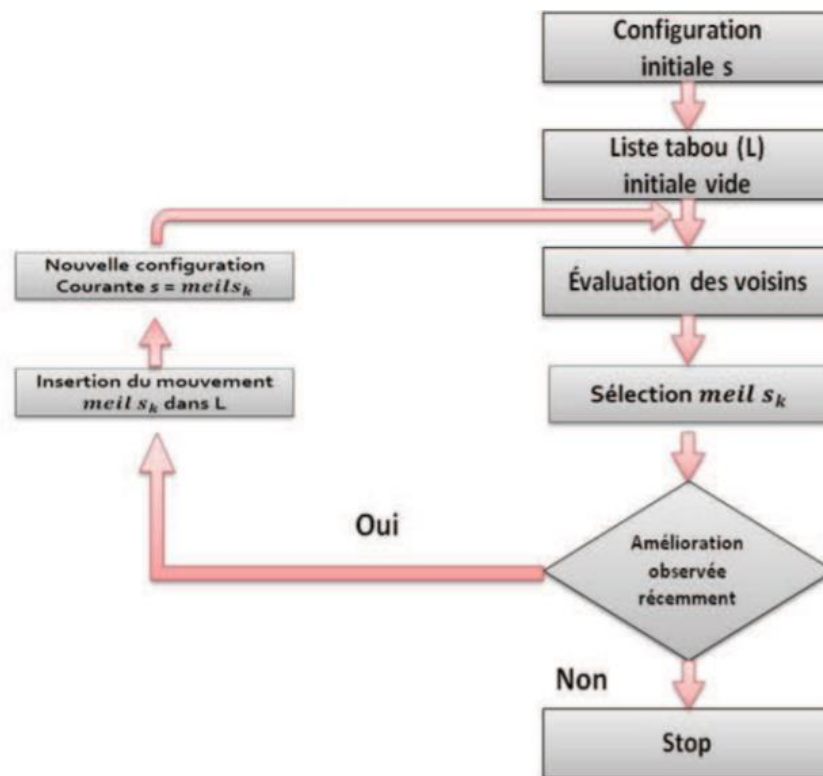 Configuration
initiale s
Liste tabou (L)
initiale vide
Évaluation des voisins
Sélection meil s_k
Amélioration
observée
récemment
Oui
Insertion du mouvement
meil s_k dans L
Nouvelle configuration
Courante s = meils_k
Non
Stop